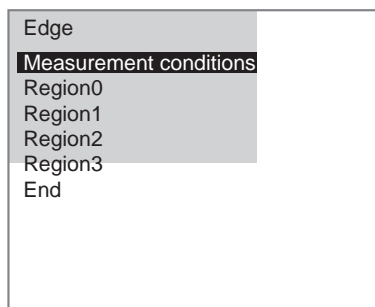 Edge
Measurement conditions
Region0
Region1
Region2
Region3
End